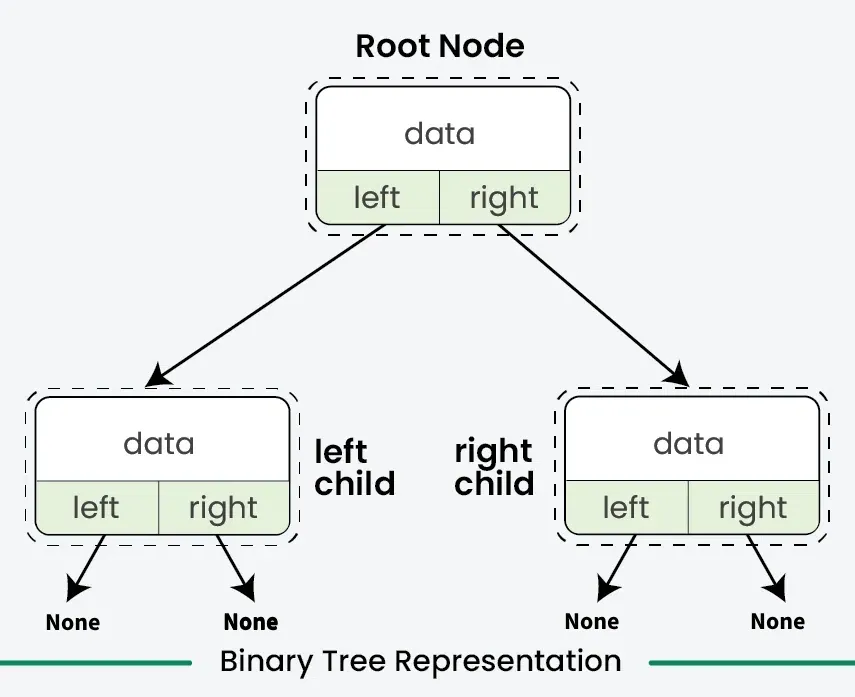 Root Node
data
left right
data
left right
left
child
right
child
data
left right
None None None None
Binary Tree Representation